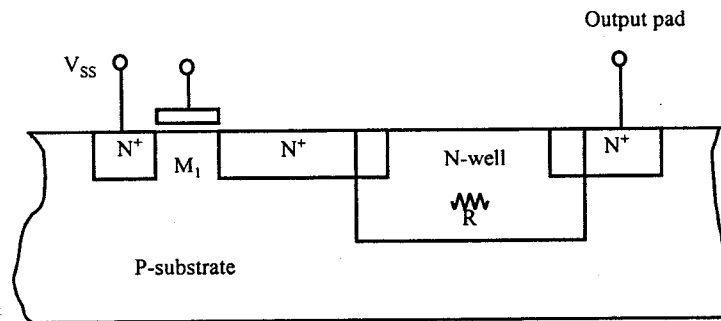 Output pad
V_SS
N⁺
M₁
N⁺
N-well
N⁺
R
P-substrate